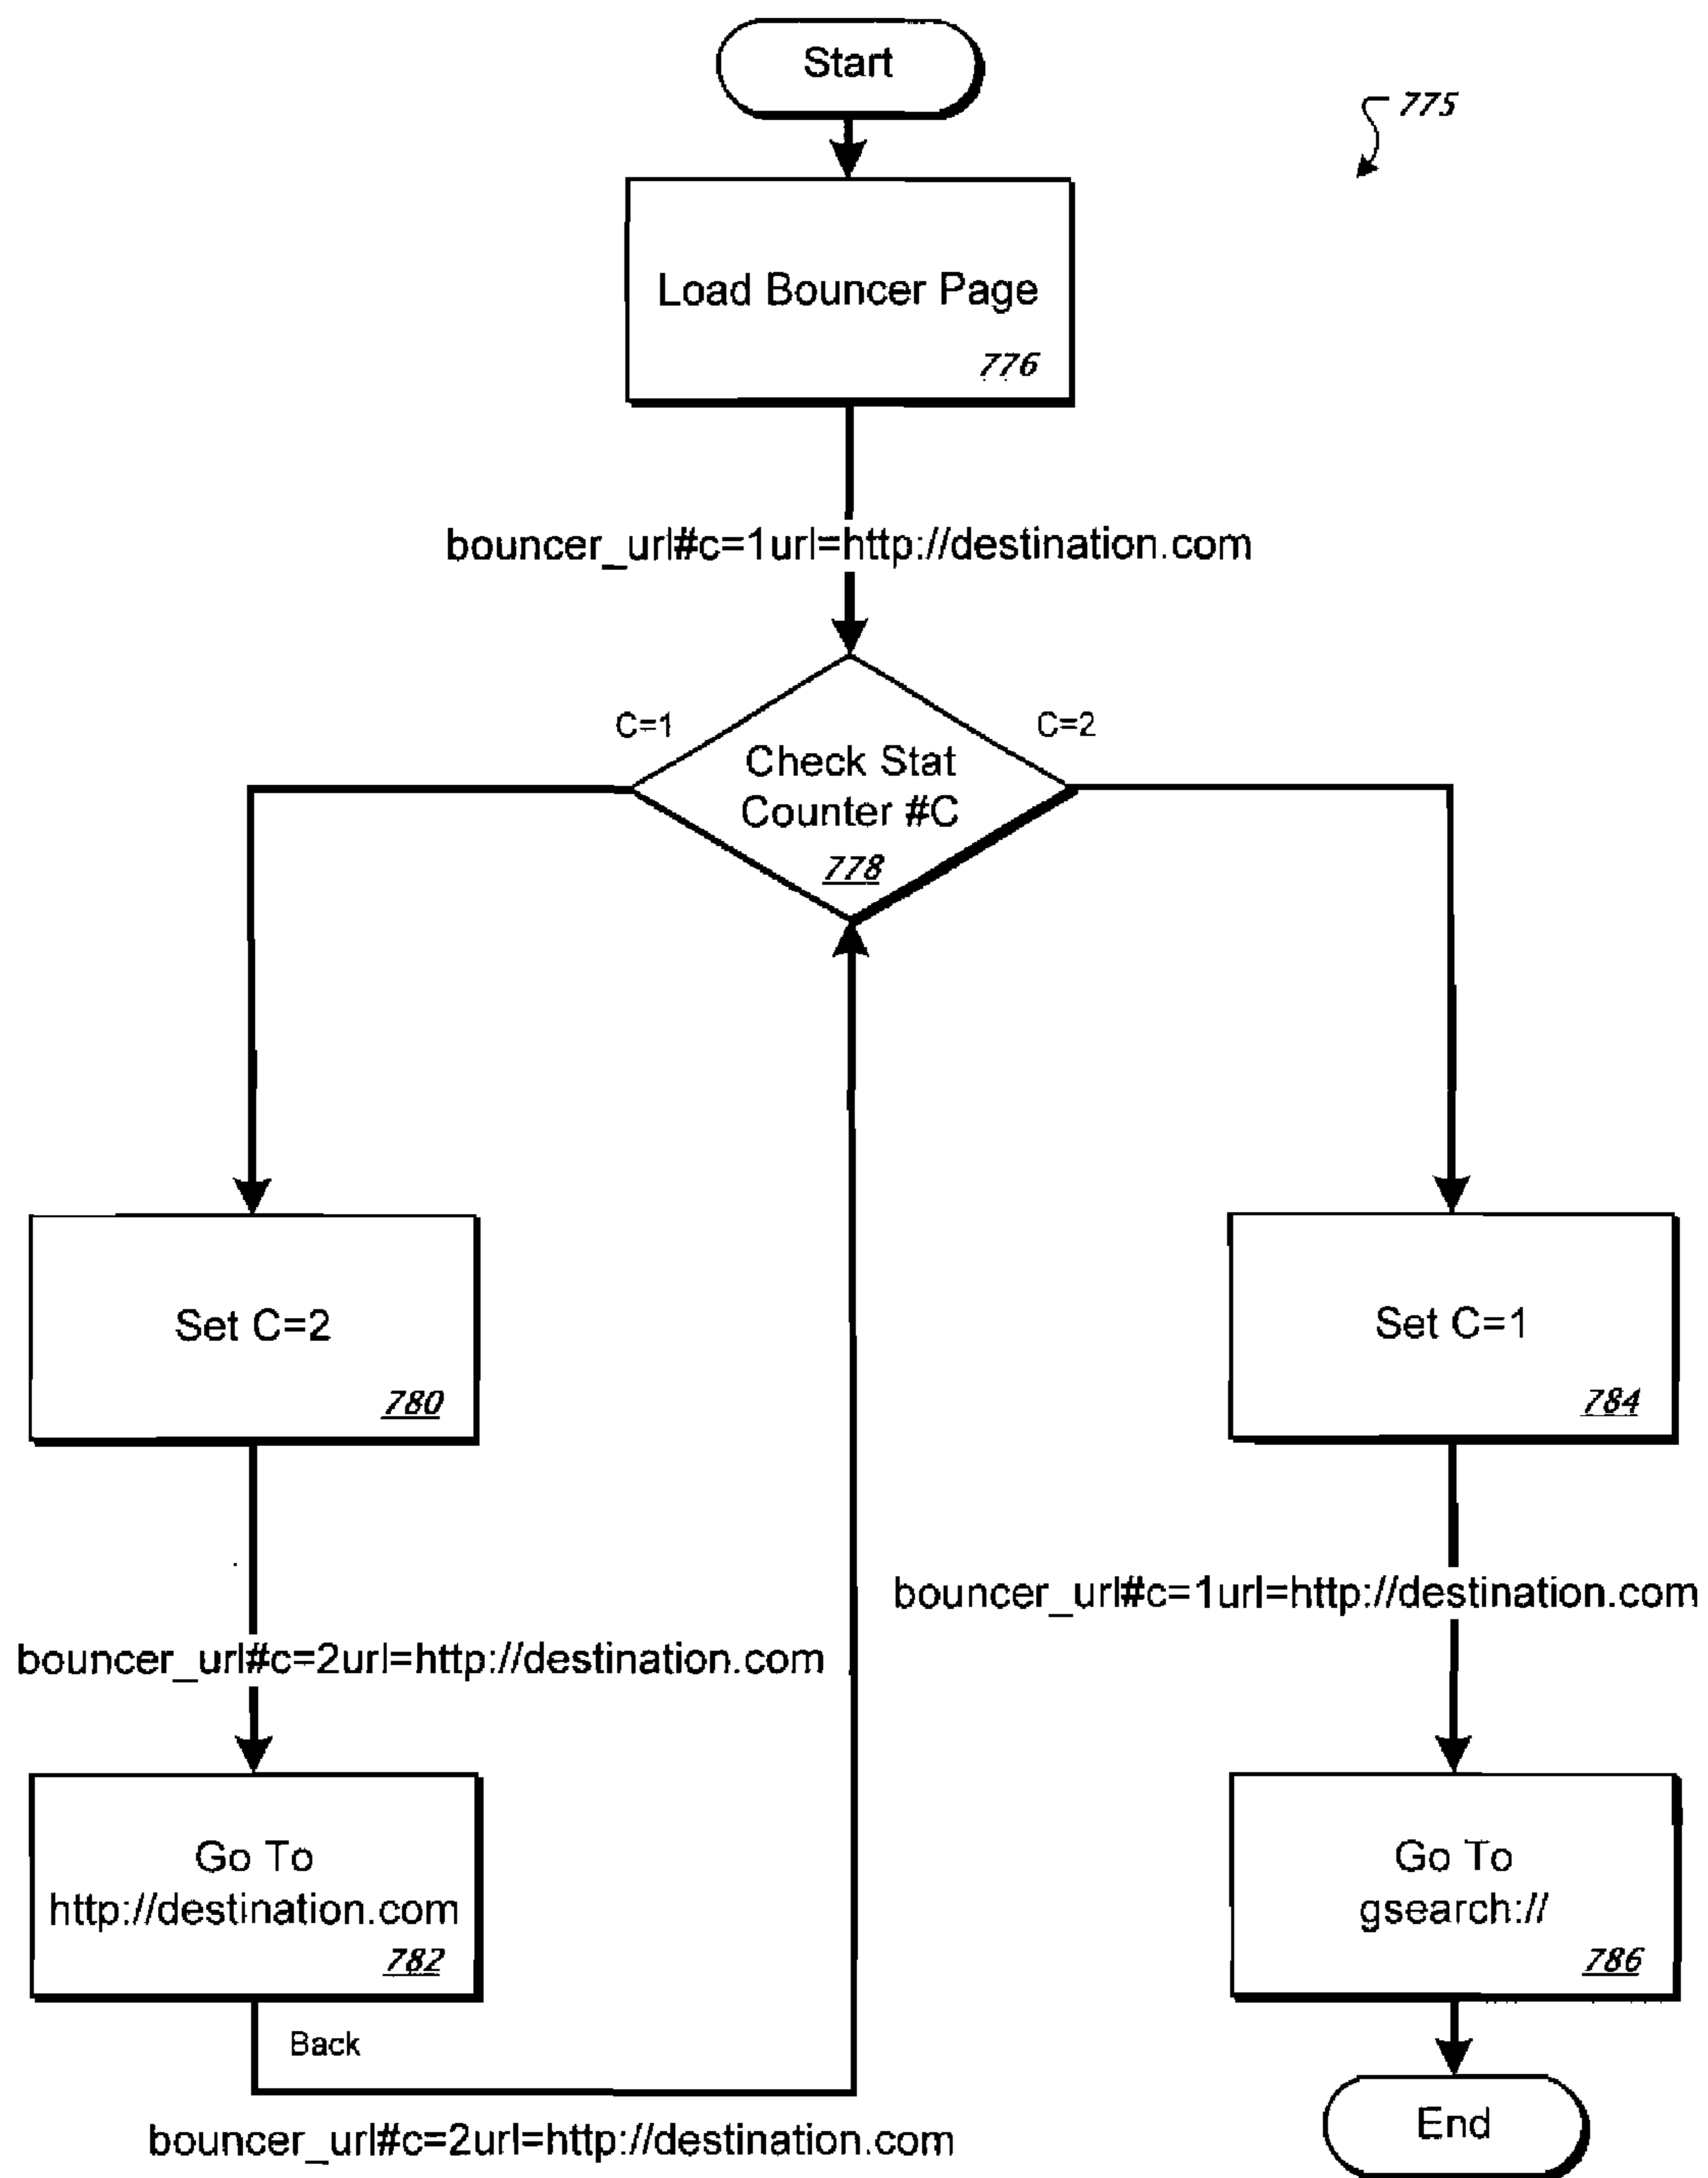 Start
775
Load Bouncer Page
776
bouncer_url#c=1url=http://destination.com
C=1
C=2
Check Stat
Counter #C
778
Set C=2
780
Set C=1
784
bouncer_url#c=1url=http://destination.com
bouncer_url#c=2url=http://destination.com
Go To
http://destination.com
782
Go To
gsearch://
786
Back
bouncer_url#c=2url=http://destination.com
End